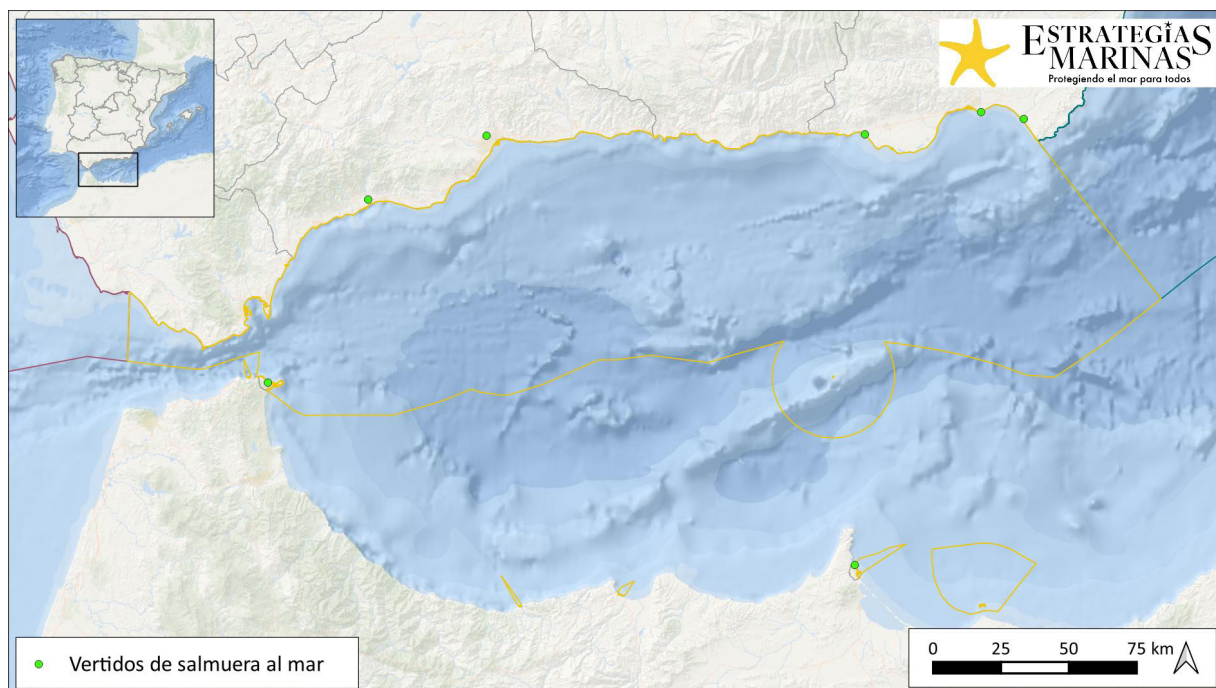 ESTRATEGIAS
MARINAS
Protegiendo el mar para todos
Vertidos de salmuera al mar
0 25 50 75 km